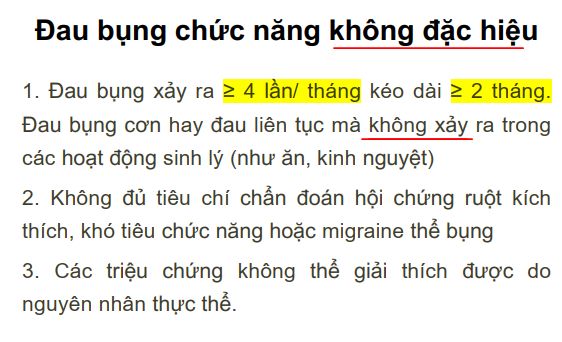 Đau bụng chức năng không đặc hiệu
1. Đau bụng xảy ra ≥ 4 lần/ tháng kéo dài ≥ 2 tháng.
Đau bụng cơn hay đau liên tục mà không xảy ra trong
các hoạt động sinh lý (như ăn, kinh nguyệt)
2. Không đủ tiêu chí chẩn đoán hội chứng ruột kích
thích, khó tiêu chức năng hoặc migraine thể bụng
3. Các triệu chứng không thể giải thích được do
nguyên nhân thực thể.